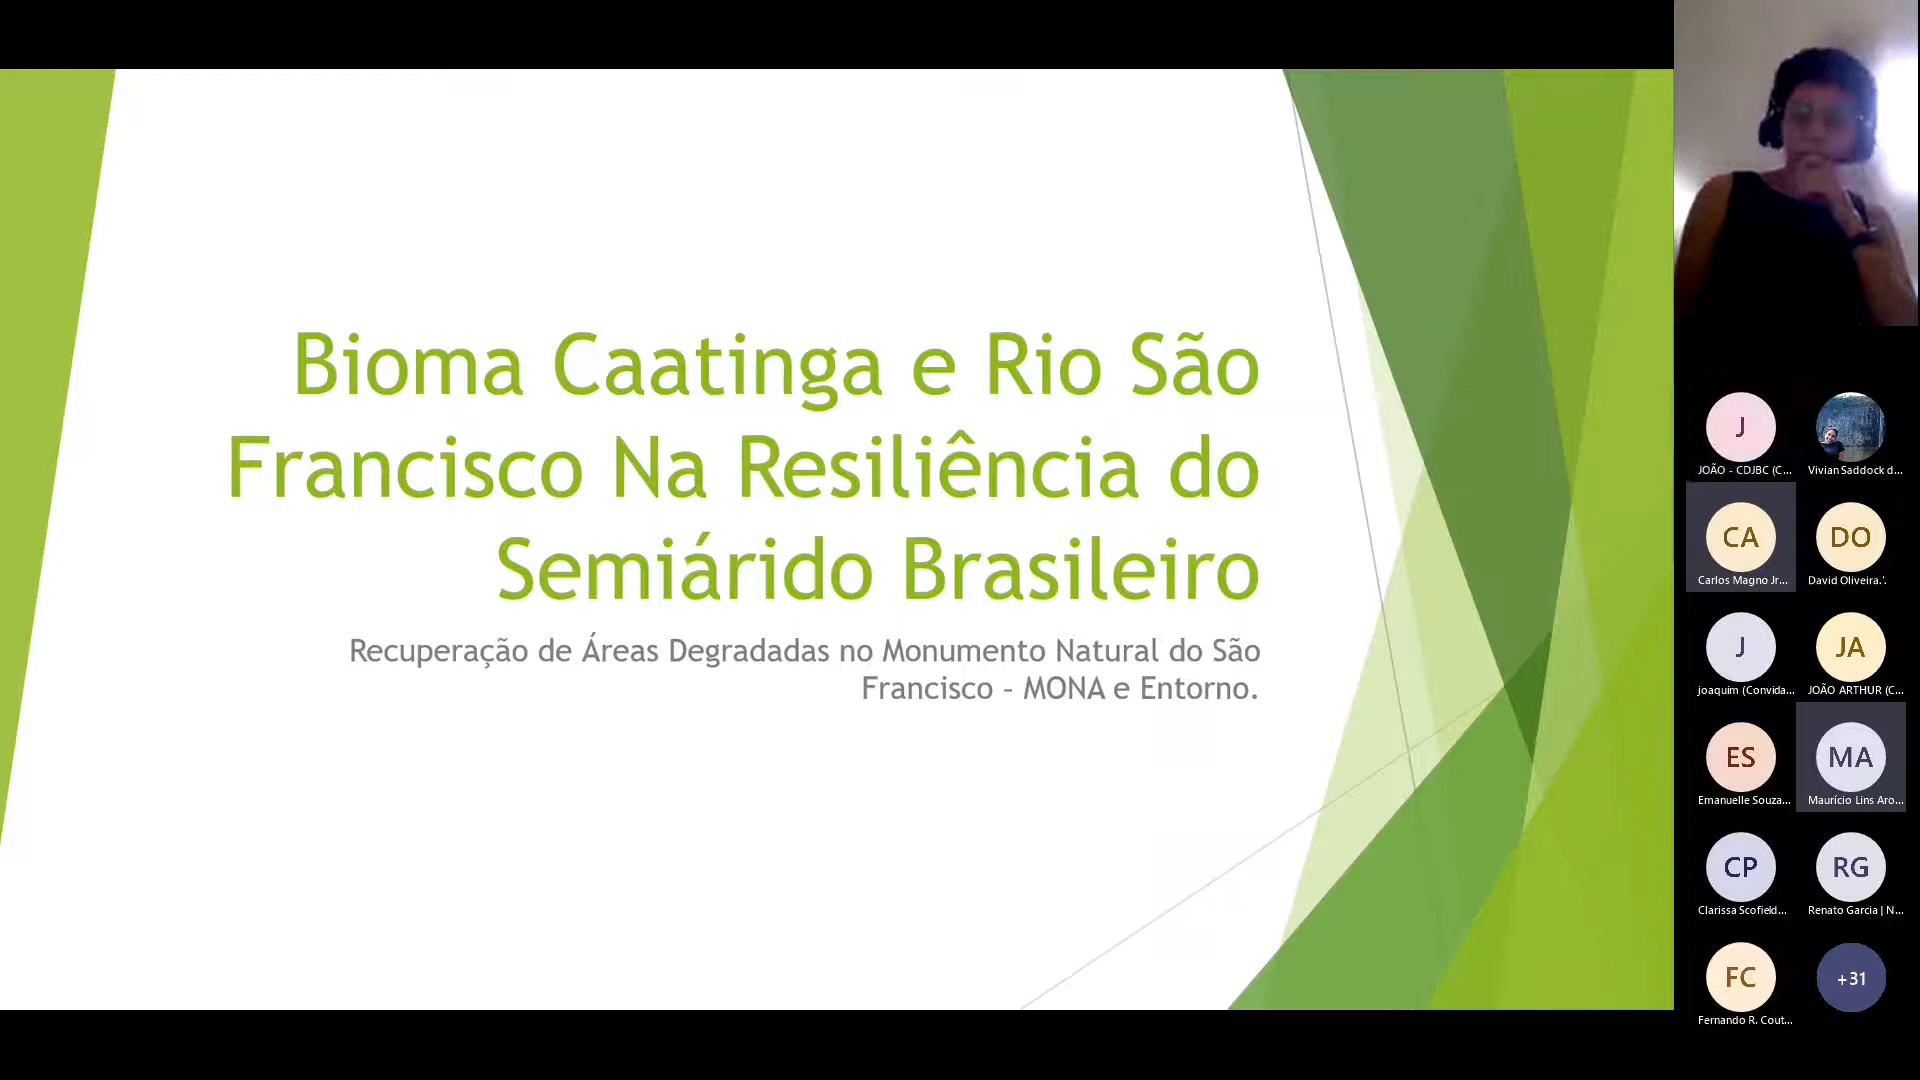 Bioma Caatinga e Rio São
Francisco Na Resiliência do
Semiárido Brasileiro
Recuperação de Áreas Degradadas no Monumento Natural do São
Francisco – MONA e Entorno.
J
JOÃO - CDJBC (C...
Vivian Saddock d...
CA
Carlos Magno Jr...
DO
David Oliveira.'.
J
joaquim (Convida...
JA
JOÃO ARTHUR (C...
ES
Emanuelle Souza...
MA
Maurício Lins Aro...
CP
Clarissa Scofield...
RG
Renato Garcia | N...
FC
Fernando R. Cout...
+31